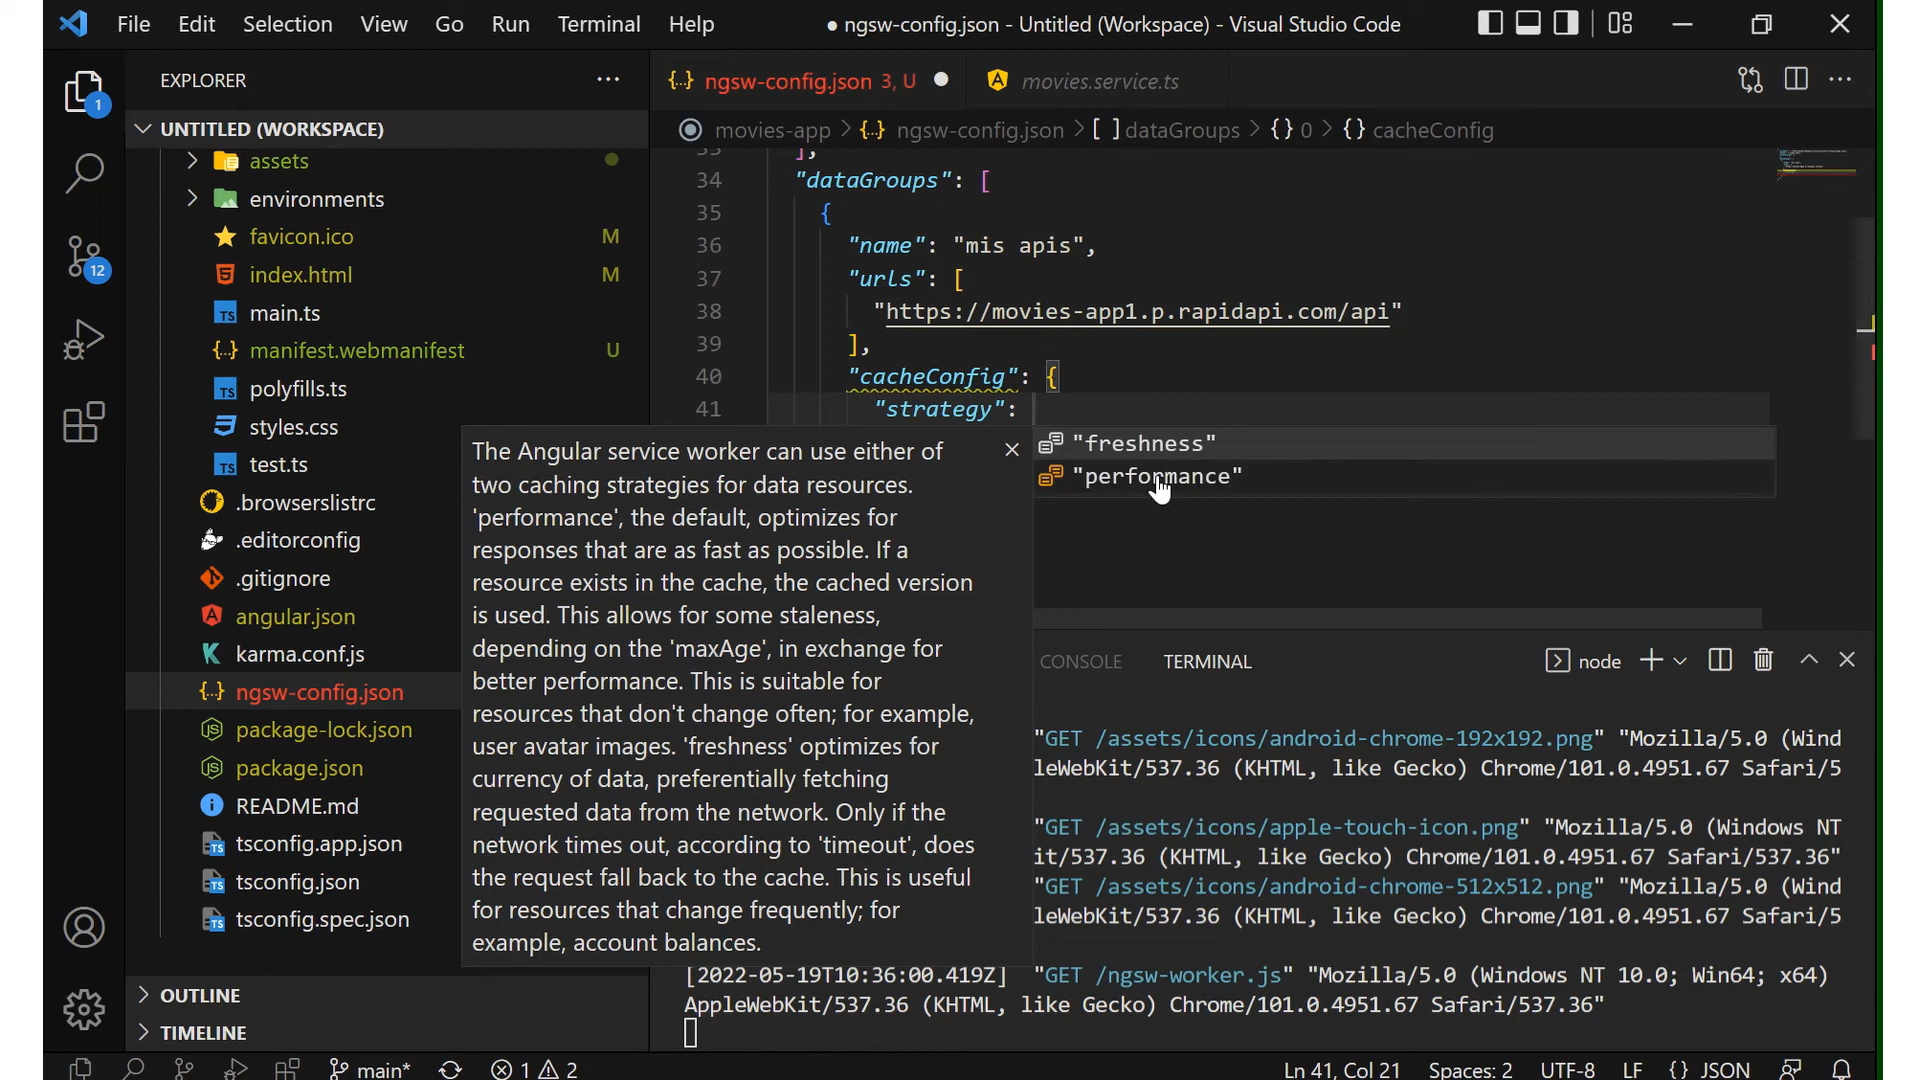 File Edit Selection View Go Run Terminal Help
● ngsw-config.json - Untitled (Workspace) - Visual Studio Code
EXPLORER
1
12
UNTITLED (WORKSPACE)
assets
environments
favicon.ico M
index.html M
main.ts
manifest.webmanifest U
polyfills.ts
styles.css
test.ts
.browserslistrc
.editorconfig
.gitignore
angular.json
karma.conf.js
ngsw-config.json
package-lock.json
package.json
README.md
tsconfig.app.json
tsconfig.json
tsconfig.spec.json
OUTLINE
TIMELINE
{..} ngsw-config.json 3, U ●
movies.service.ts
movies-app > {..} ngsw-config.json > [ ] dataGroups > {} 0 > {} cacheConfig
],
34 "dataGroups": [
35 {
36 "name": "mis apis",
37 "urls": [
38 "https://movies-app1.p.rapidapi.com/api"
39 ],
40 "cacheConfig": {
41 "strategy":
"freshness"
"performance"
The Angular service worker can use either of
two caching strategies for data resources.
'performance', the default, optimizes for
responses that are as fast as possible. If a
resource exists in the cache, the cached version
is used. This allows for some staleness,
depending on the 'maxAge', in exchange for
better performance. This is suitable for
resources that don't change often; for example,
user avatar images. 'freshness' optimizes for
currency of data, preferentially fetching
requested data from the network. Only if the
network times out, according to 'timeout', does
the request fall back to the cache. This is useful
for resources that change frequently; for
example, account balances.
CONSOLE TERMINAL
node
"GET /assets/icons/android-chrome-192x192.png" "Mozilla/5.0 (Wind
leWebKit/537.36 (KHTML, like Gecko) Chrome/101.0.4951.67 Safari/5
"GET /assets/icons/apple-touch-icon.png" "Mozilla/5.0 (Windows NT
it/537.36 (KHTML, like Gecko) Chrome/101.0.4951.67 Safari/537.36"
"GET /assets/icons/android-chrome-512x512.png" "Mozilla/5.0 (Wind
leWebKit/537.36 (KHTML, like Gecko) Chrome/101.0.4951.67 Safari/5
[2022-05-19T10:36:00.419Z] "GET /ngsw-worker.js" "Mozilla/5.0 (Windows NT 10.0; Win64; x64)
AppleWebKit/537.36 (KHTML, like Gecko) Chrome/101.0.4951.67 Safari/537.36"
main* 1 2
Ln 41, Col 21 Spaces: 2 UTF-8 LF {} JSON